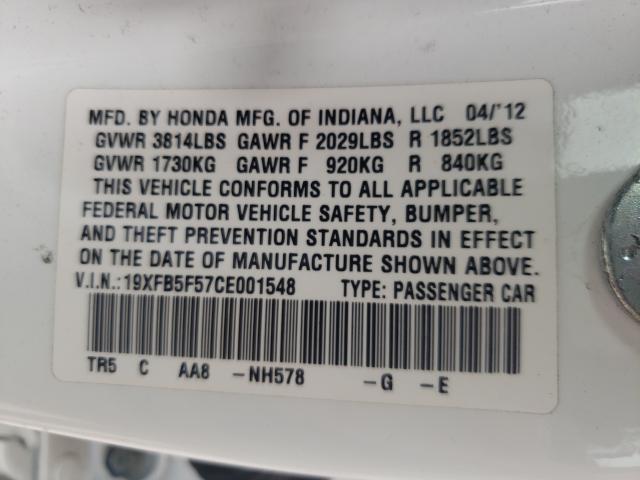 MFD. BY HONDA MFG. OF INDIANA, LLC 04/'12
GVWR 3814LBS GAWR F 2029LBS R 1852LBS
GVWR 1730KG GAWR F 920KG R 840KG
THIS VEHICLE CONFORMS TO ALL APPLICABLE
FEDERAL MOTOR VEHICLE SAFETY, BUMPER,
AND THEFT PREVENTION STANDARDS IN EFFECT
ON THE DATE OF MANUFACTURE SHOWN ABOVE.
V.I.N.:19XFB5F57CE001548 TYPE: PASSENGER CAR
TR5 C AA8 -NH578 -G -E